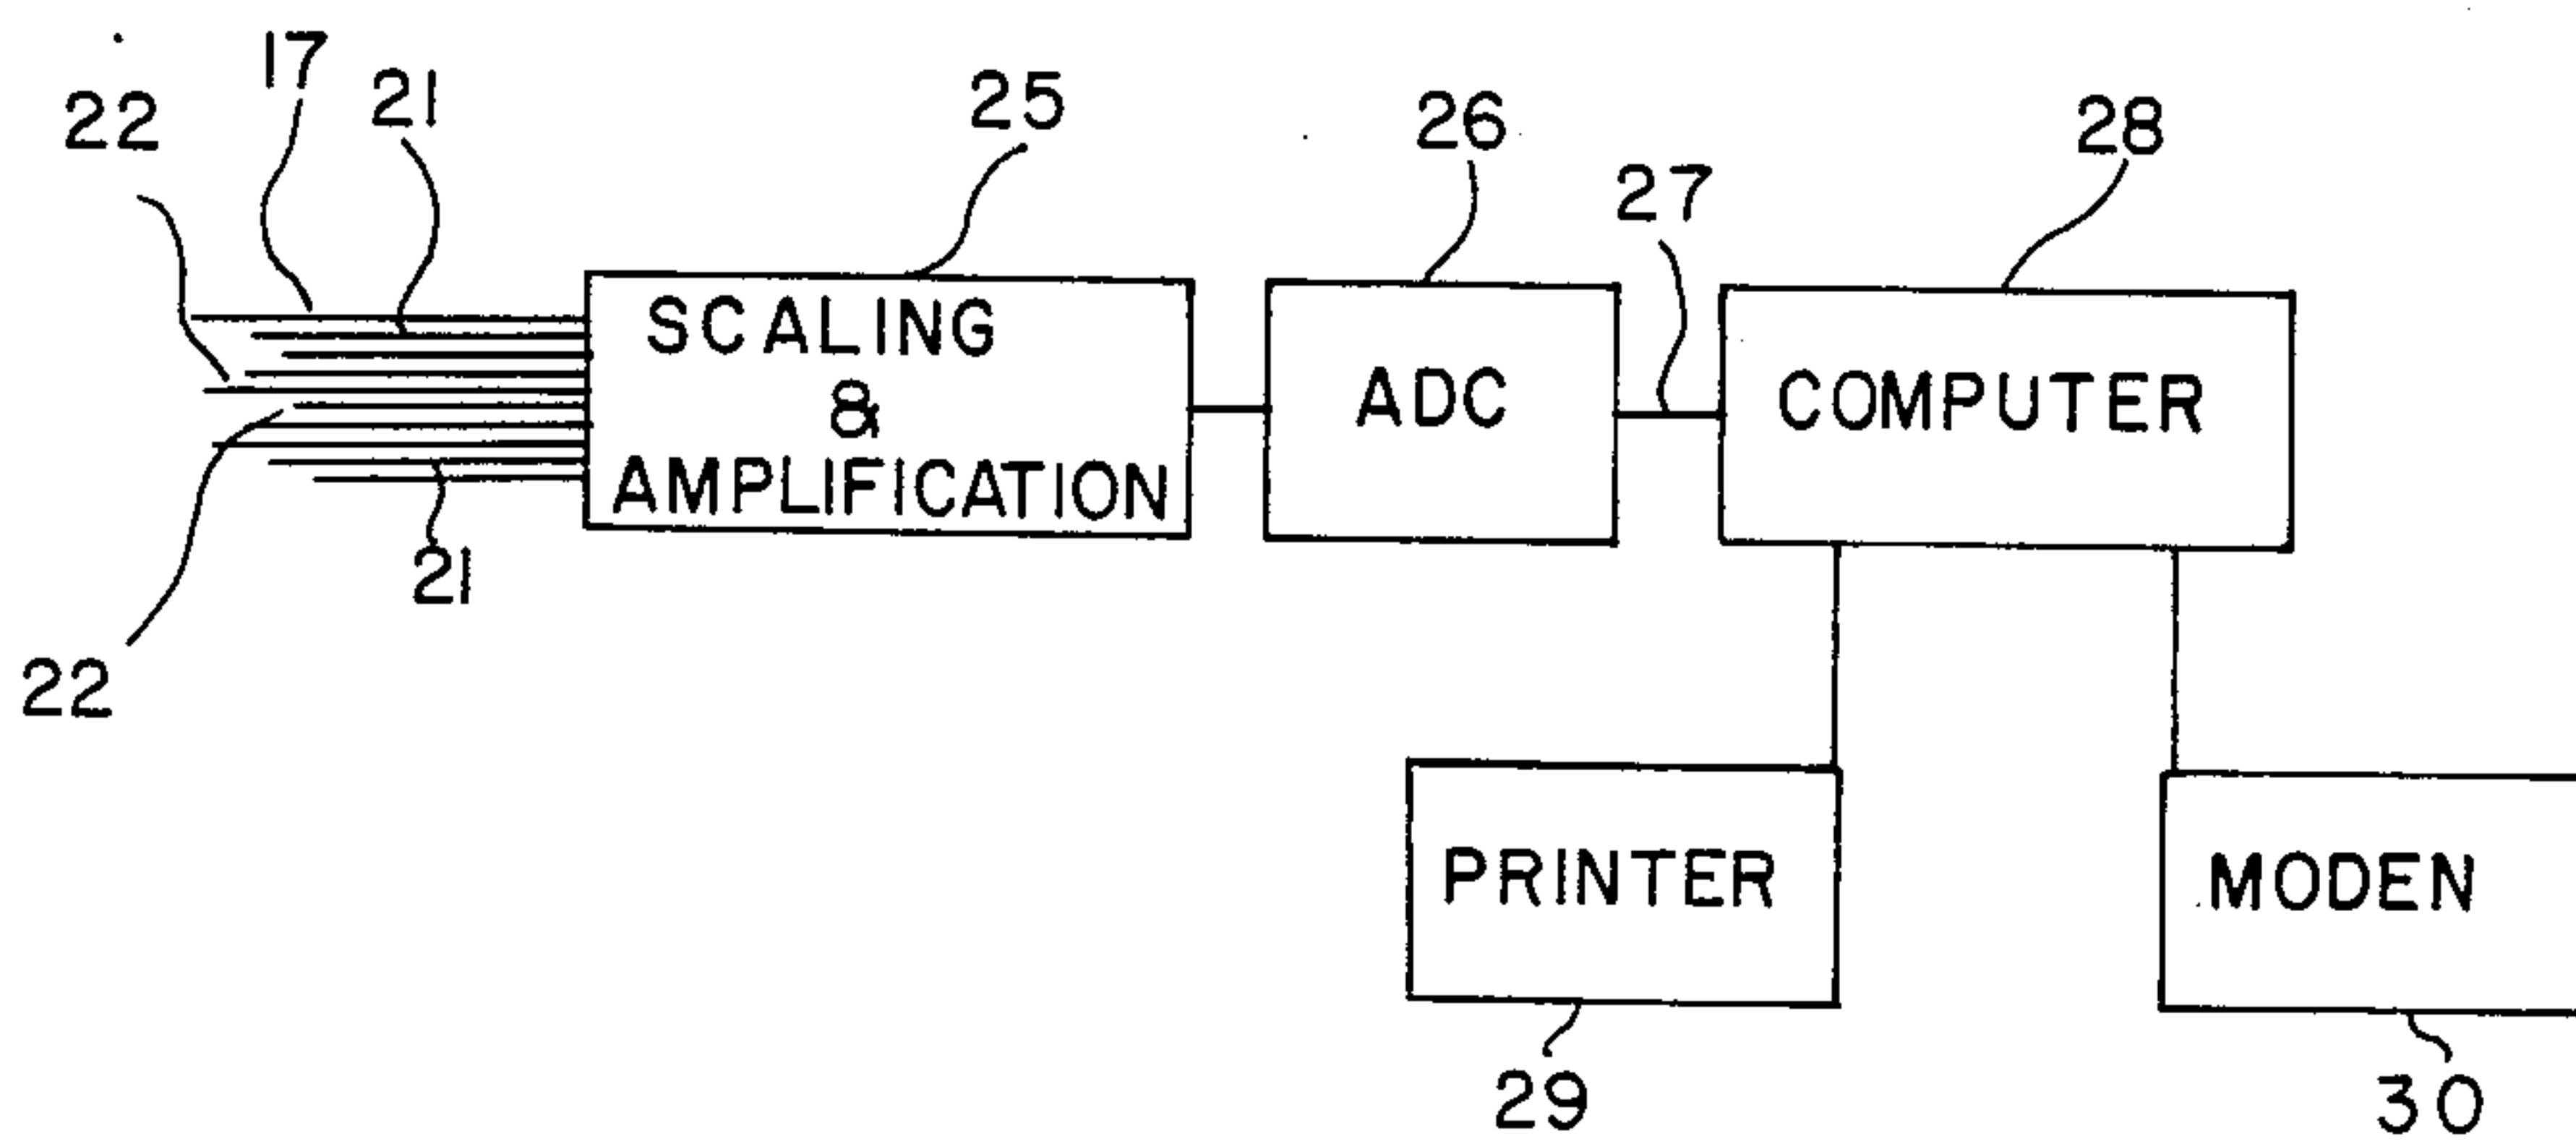 17
21
22
25
26
28
27
SCALING
&
AMPLIFICATION
ADC
COMPUTER
21
22
PRINTER
MODEN
29
30